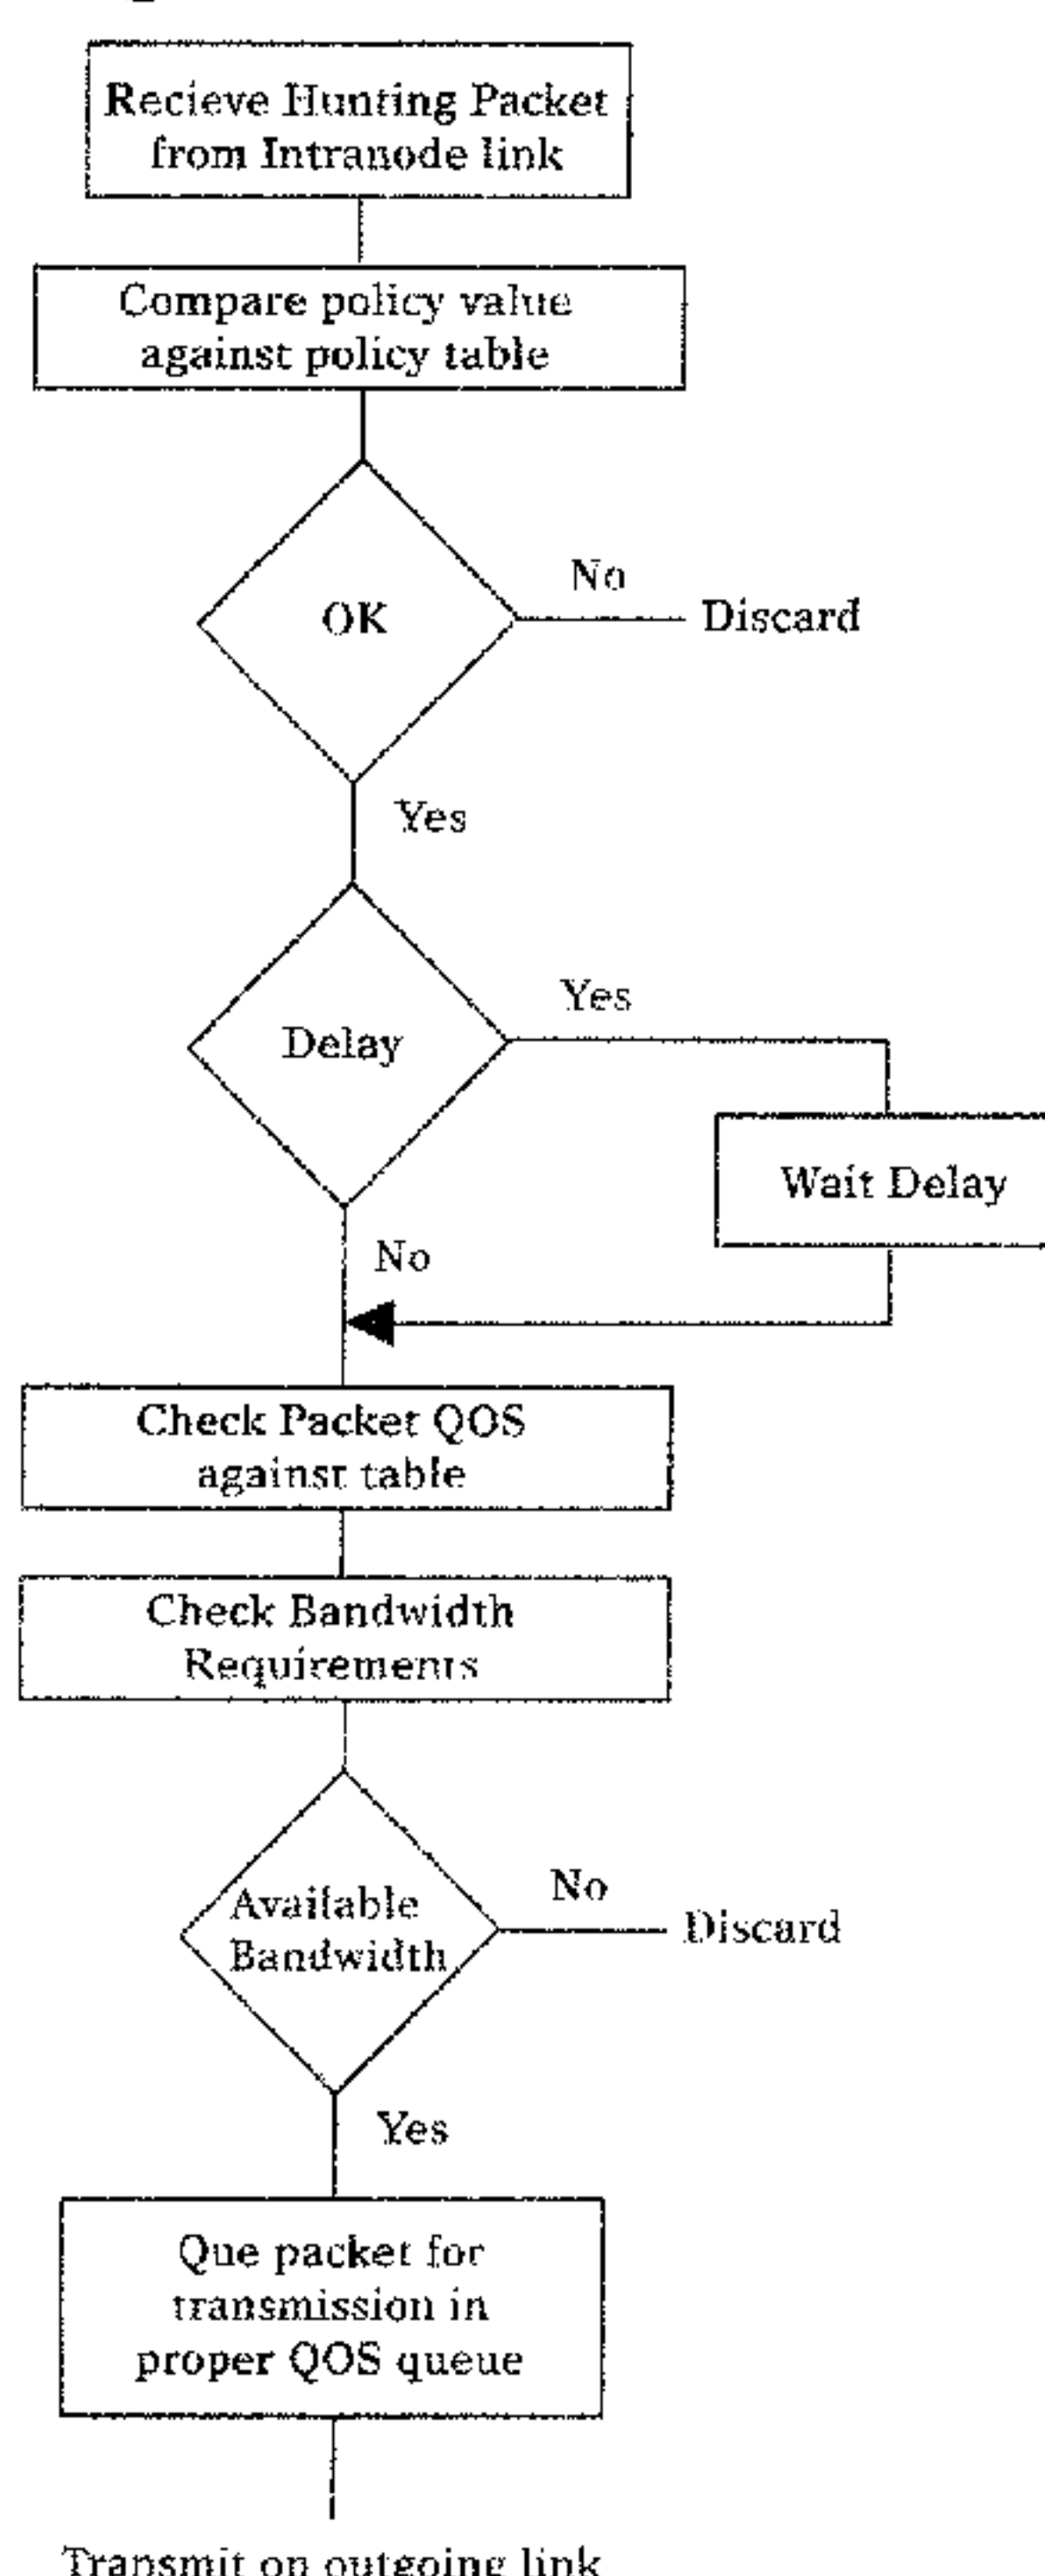 Recieve Hunting Packet
from Intranode link
Compare policy value
against policy table
OK
No
Discard
Yes
Delay
Yes
Wait Delay
No
Check Packet QOS
against table
Check Bandwidth
Requirements
Available
Bandwidth
No
Discard
Yes
Que packet for
transmission in
proper QOS queue
Transmit on outgoing link